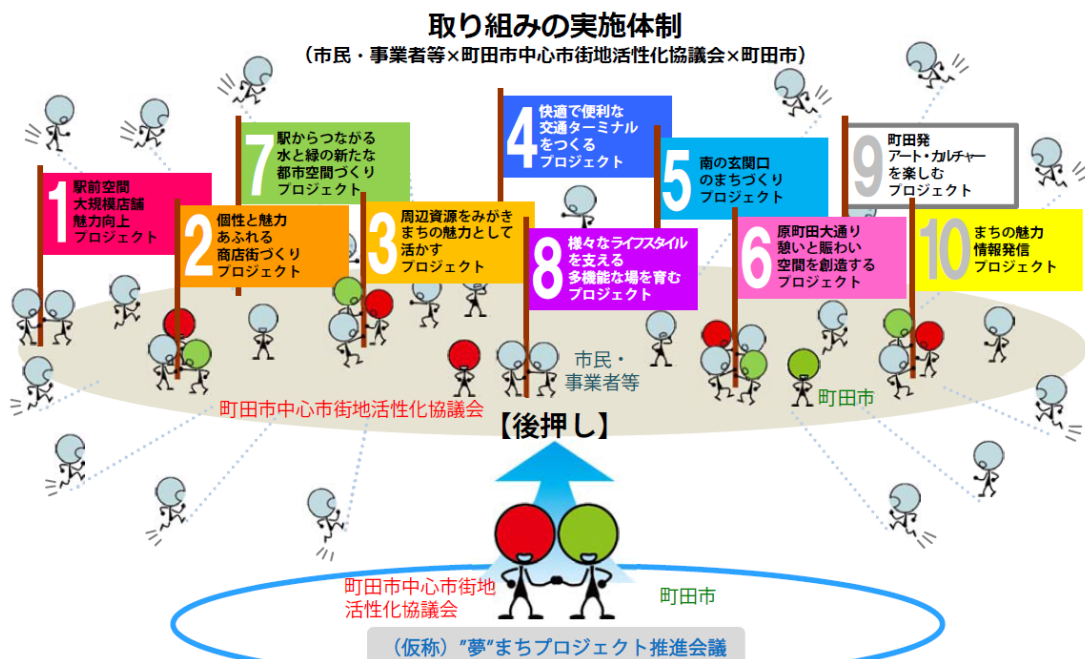 取り組みの実施体制
（市民・事業者等×町田市中心市街地活性化協議会×町田市）
1
駅前空間
大規模店舗
魅力向上
プロジェクト
2
個性と魅力
あふれる
商店街づくり
プロジェクト
7
駅からつながる
水と緑の新たな
都市空間づくり
プロジェクト
3
周辺資源をみがき
まちの魅力として
活かす
プロジェクト
4
快適で便利な
交通ターミナル
をつくる
プロジェクト
8
様々なライフスタイル
を支える
多機能な場を育む
プロジェクト
5
南の玄関口
のまちづくり
プロジェクト
6
原町田大通り
憩いと賑わい
空間を創造する
プロジェクト
9
町田発
アート・カルチャー
を楽しむ
プロジェクト
10
まちの魅力
情報発信
プロジェクト
市民・
事業者等
町田市中心市街地活性化協議会
町田市
【後押し】
町田市中心市街地
活性化協議会
町田市
（仮称）”夢”まちプロジェクト推進会議